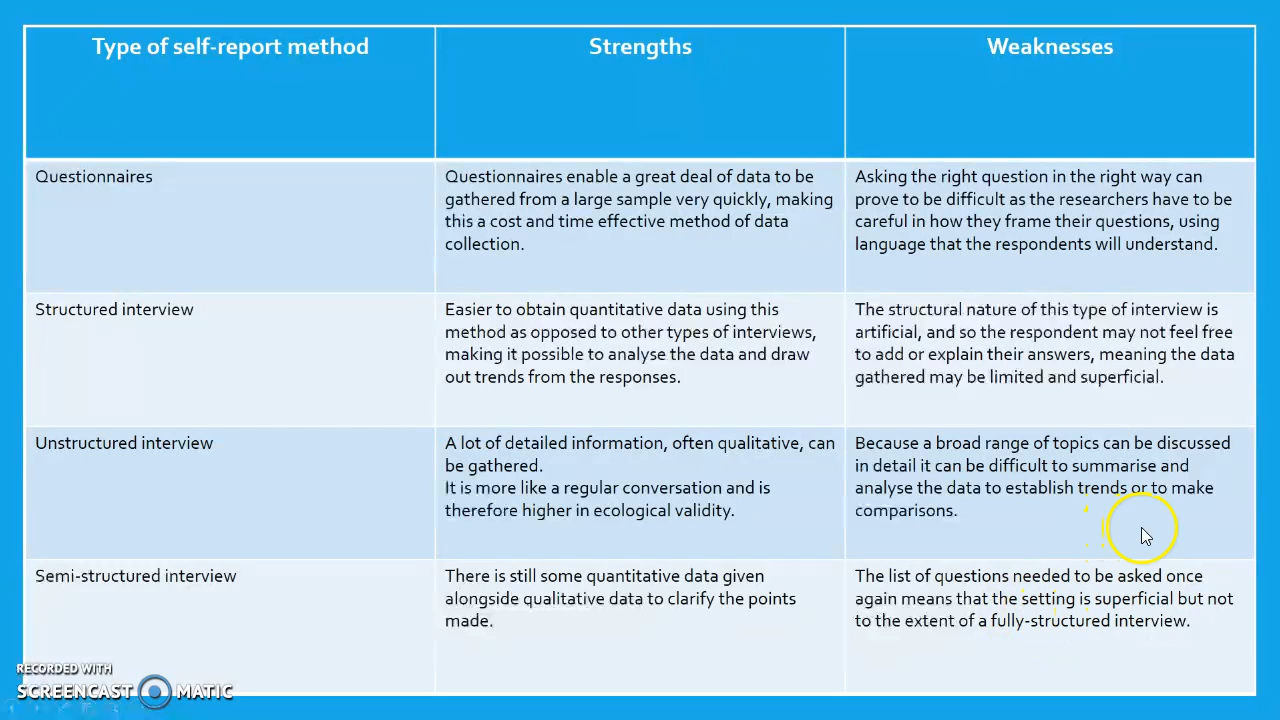 Type of self-report method
Strengths
Weaknesses
Questionnaires
Questionnaires enable a great deal of data to be
gathered from a large sample very quickly, making
this a cost and time effective method of data
collection.
Asking the right question in the right way can
prove to be difficult as the researchers have to be
careful in how they frame their questions, using
language that the respondents will understand.
Structured interview
Easier to obtain quantitative data using this
method as opposed to other types of interviews,
making it possible to analyse the data and draw
out trends from the responses.
The structural nature of this type of interview is
artificial, and so the respondent may not feel free
to add or explain their answers, meaning the data
gathered may be limited and superficial.
Unstructured interview
A lot of detailed information, often qualitative, can
be gathered.
It is more like a regular conversation and is
therefore higher in ecological validity.
Because a broad range of topics can be discussed
in detail it can be difficult to summarise and
analyse the data to establish trends or to make
comparisons.
Semi-structured interview
There is still some quantitative data given
alongside qualitative data to clarify the points
made.
The list of questions needed to be asked once
again means that the setting is superficial but not
to the extent of a fully-structured interview.
RECORDED WITH
SCREENCAST MATIC